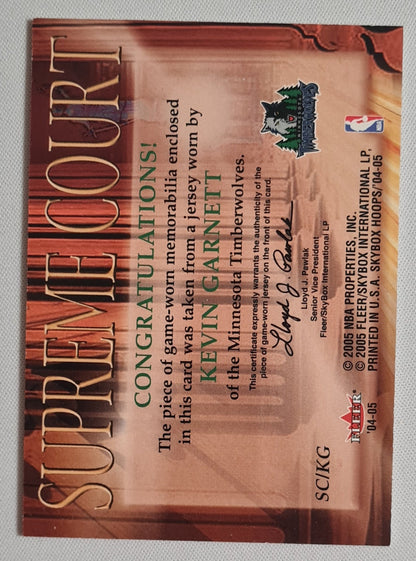 SUPREME COURT
CONGRATULATIONS!
The piece of game-worn memorabilia enclosed
in this card was taken from a jersey worn by
KEVIN GARNETT
of the Minnesota Timberwolves.
This certificate expressly warrants the authenticity of the
piece of game-worn jersey on the front of this card.
Lloyd J. Pawlak
Lloyd J. Pawlak
Senior Vice President
Fleer/SkyBox International LP
SC/KG
FLEER®
'04-05
© 2005 NBA PROPERTIES, INC.
© 2005 FLEER/SKYBOX INTERNATIONAL LP,
PRINTED IN U.S.A. SKYBOX HOOPS/'04-05